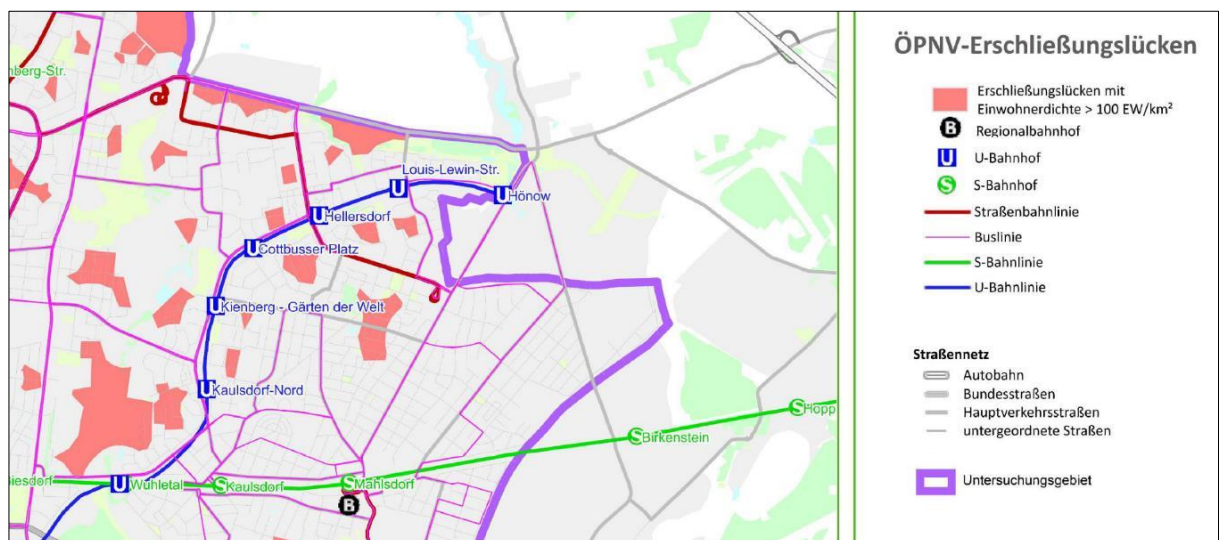 nberg-Str.
Louis-Lewin-Str.
U
U
Hönow
U
Hellersdorf
U
Cottbusser Platz
U
Kienberg - Gärten der Welt
U
Kaulsdorf-Nord
S
Hopp
S
Birkenstein
iesdorf
U
Wuhletal
S
Kaulsdorf
S
Mahlsdorf
B
ÖPNV-Erschließungslücken
Erschließungslücken mit
Einwohnerdichte > 100 EW/km²
B
Regionalbahnhof
U
U-Bahnhof
S
S-Bahnhof
Straßenbahnlinie
Buslinie
S-Bahnlinie
U-Bahnlinie
Straßennetz
Autobahn
Bundesstraßen
Hauptverkehrsstraßen
untergeordnete Straßen
Untersuchungsgebiet